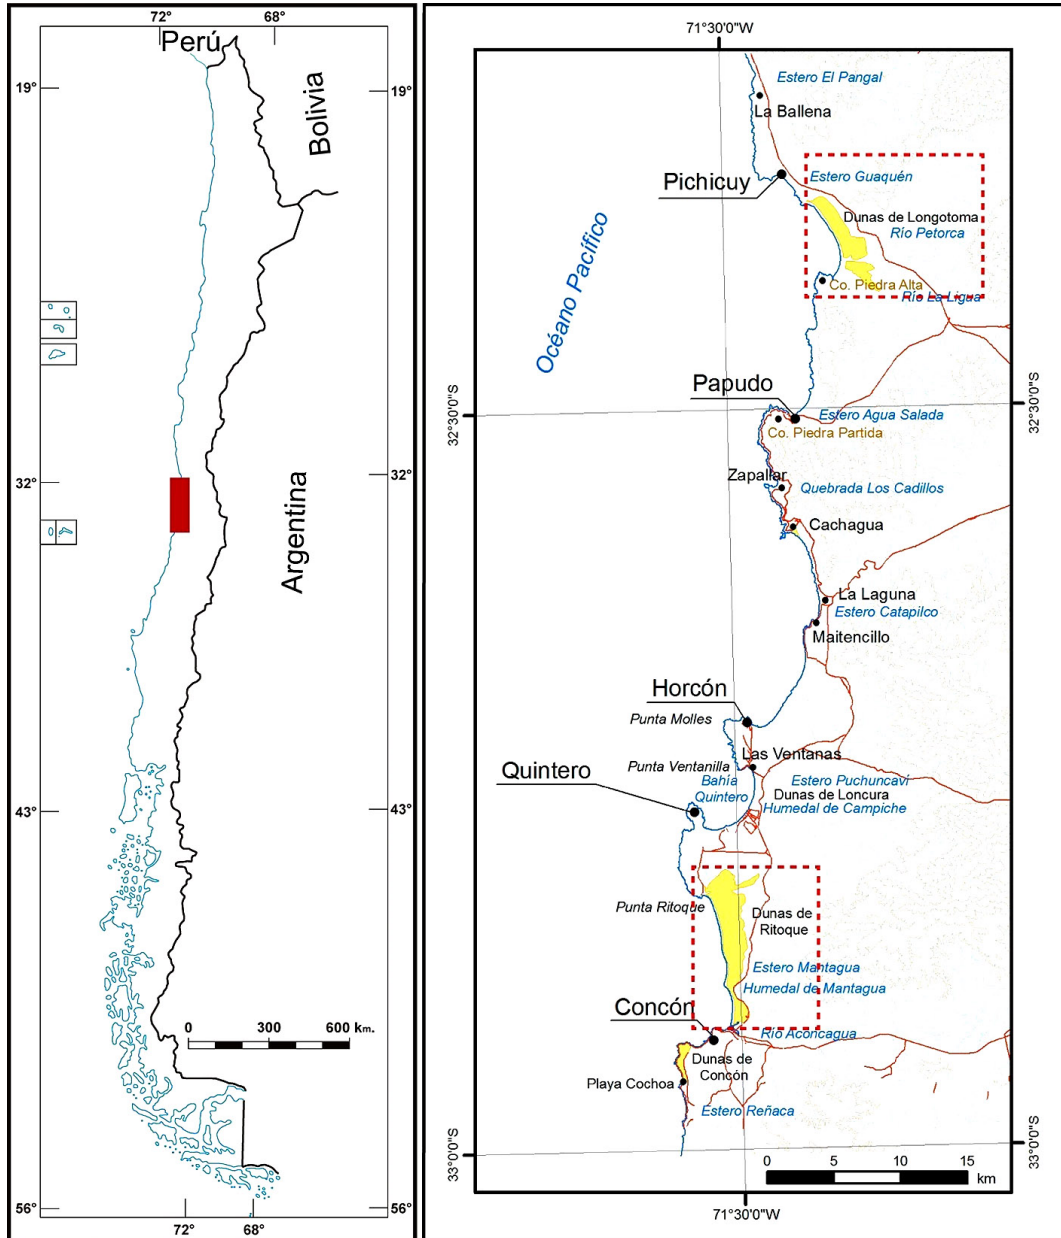 72°
68°
Perú
19°
19°
Bolivia
32°
32°
Argentina
43°
43°
0
300
600 km.
56°
56°
72°
68°
71°30'0"W
Estero El Pangal
La Ballena
Pichicuy
Estero Guaquén
Dunas de Longotoma
Río Petorca
Océano Pacífico
Co. Piedra Alta
Río La Ligua
Papudo
32°30'0"S
32°30'0"S
Estero Agua Salada
Co. Piedra Partida
Zapallar
Quebrada Los Cadillos
Cachagua
La Laguna
Estero Catapilco
Maitencillo
Horcón
Punta Molles
Las Ventanas
Punta Ventanilla
Quintero
Bahía
Quintero
Estero Puchuncaví
Dunas de Loncura
Humedal de Campiche
Punta Ritoque
Dunas de
Ritoque
Estero Mantagua
Humedal de Mantagua
Concón
Río Aconcagua
Dunas de
Concón
Playa Cochoa
Estero Reñaca
33°0'0"S
33°0'0"S
0
5
10
15
km
71°30'0"W